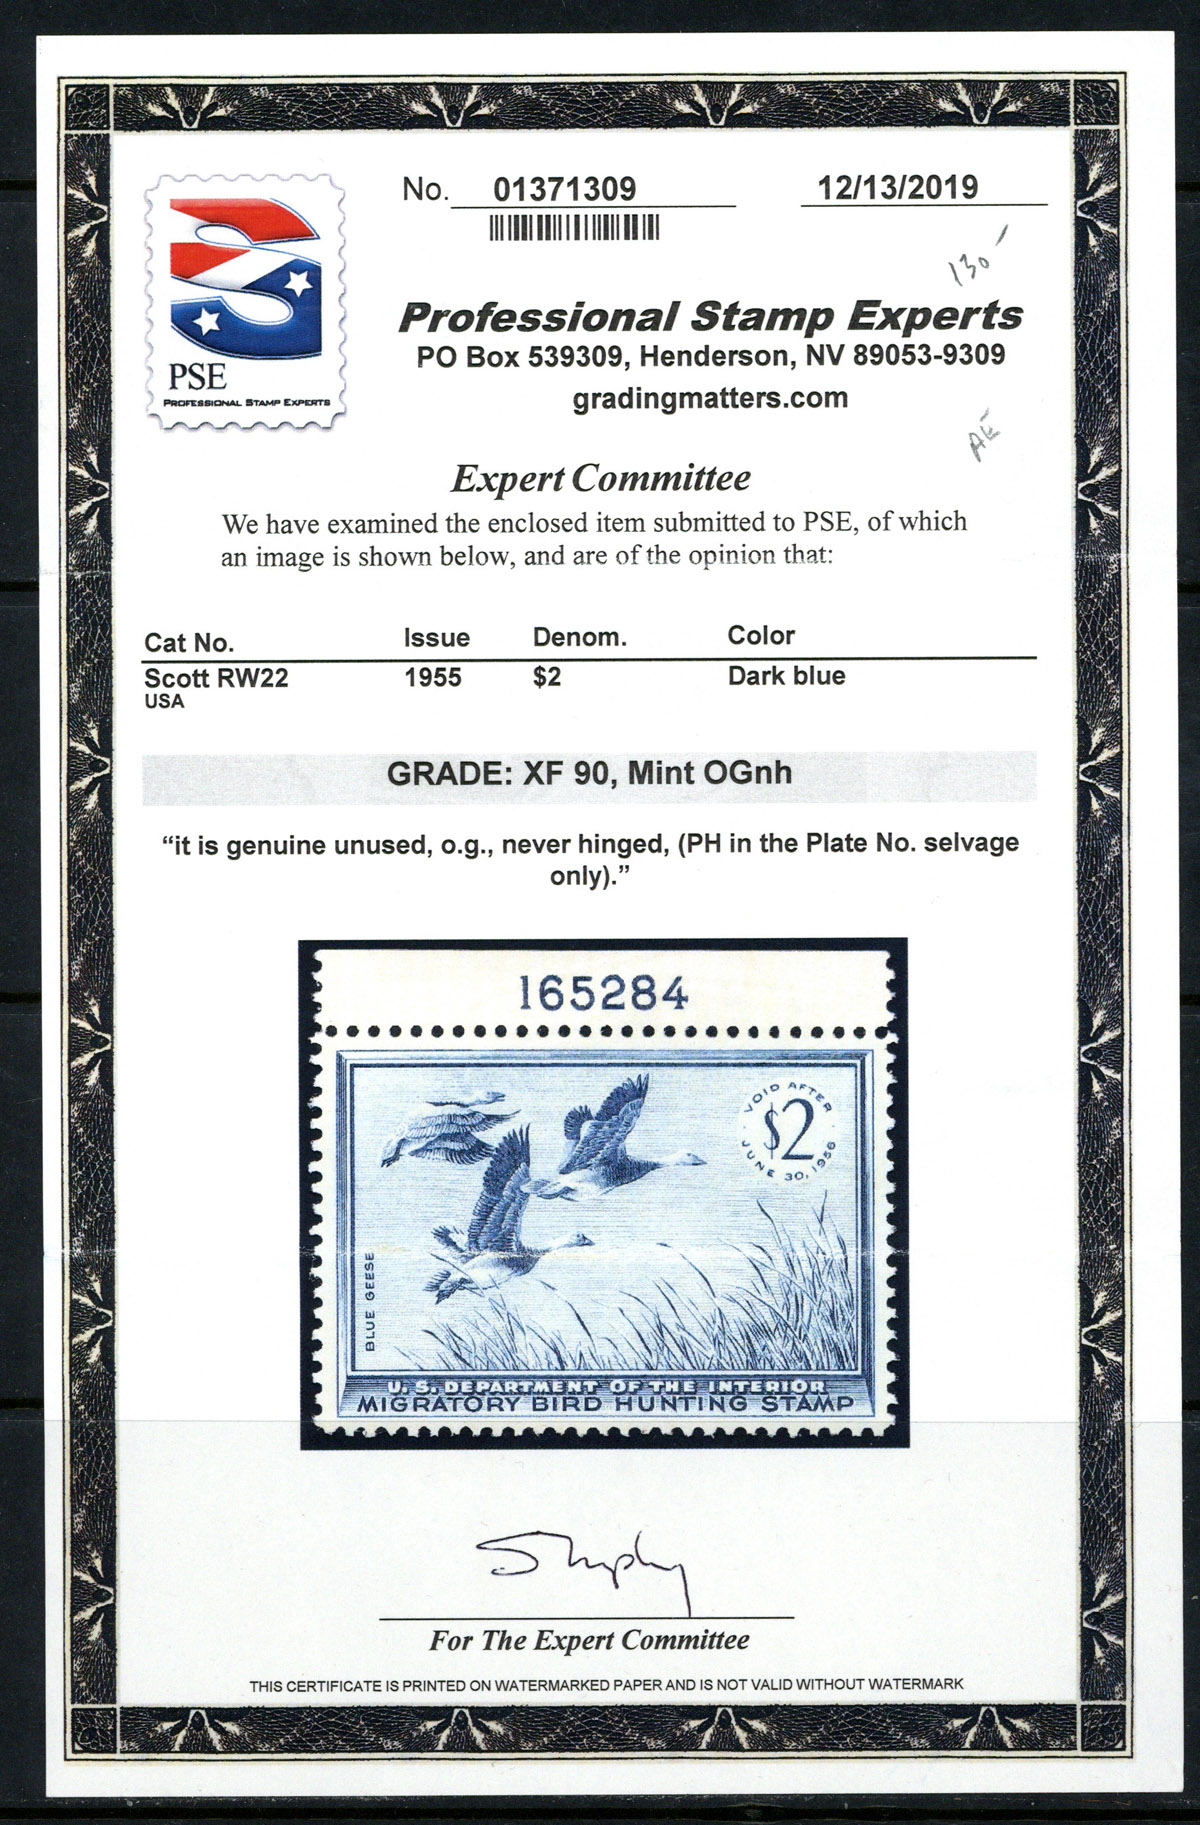 No. 01371309
12/13/2019
130-
Professional Stamp Experts
PO Box 539309, Henderson, NV 89053-9309
gradingmatters.com
AE
PSE
PROFESSIONAL STAMP EXPERTS
Expert Committee
We have examined the enclosed item submitted to PSE, of which
an image is shown below, and are of the opinion that:
Cat No. Issue Denom. Color
Scott RW22 1955 $2 Dark blue
USA
GRADE: XF 90, Mint OGnh
“it is genuine unused, o.g., never hinged, (PH in the Plate No. selvage
only).”
165284
VOID AFTER
$2
JUNE 30, 1956
BLUE GEESE
U. S. DEPARTMENT OF THE INTERIOR
MIGRATORY BIRD HUNTING STAMP
For The Expert Committee
THIS CERTIFICATE IS PRINTED ON WATERMARKED PAPER AND IS NOT VALID WITHOUT WATERMARK